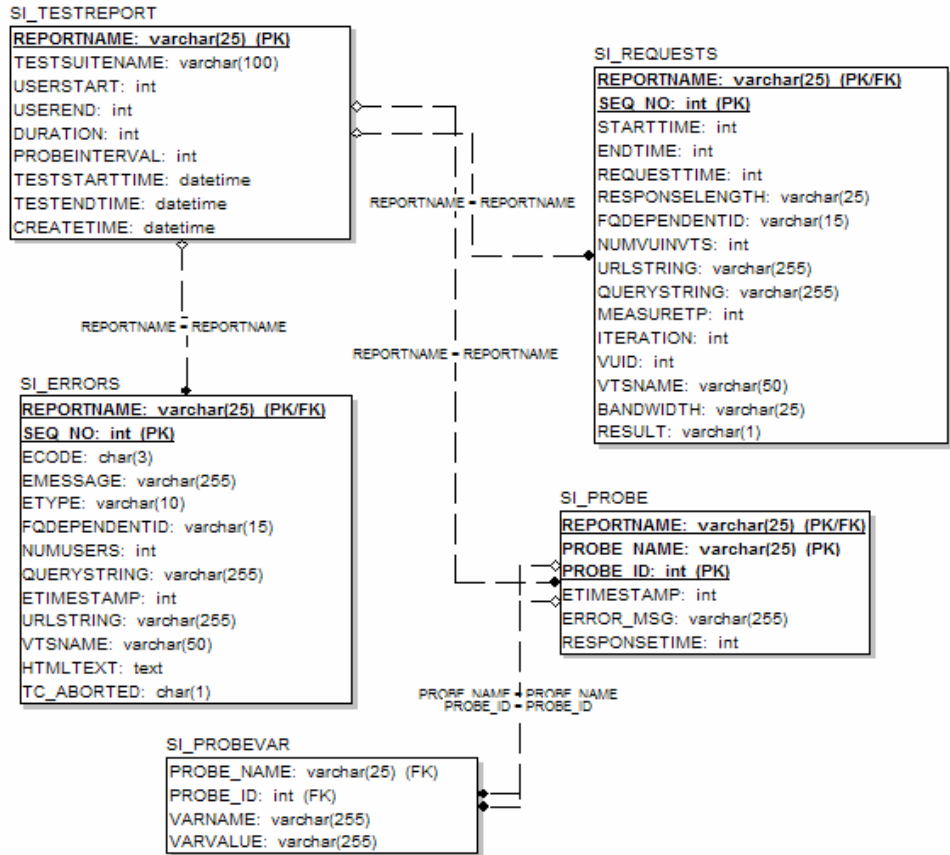 SI_TESTREPORT
REPORTNAME: varchar(25) (PK)
TESTSUITENAME: varchar(100)
USERSTART: int
USEREND: int
DURATION: int
PROBEINTERVAL: int
TESTSTARTTIME: datetime
TESTENDTIME: datetime
CREATETIME: datetime
SI_REQUESTS
REPORTNAME: varchar(25) (PK/FK)
SEQ_NO: int (PK)
STARTTIME: int
ENDTIME: int
REQUESTTIME: int
RESPONSELENGTH: varchar(25)
FQDEPENDENTID: varchar(15)
NUMVUINVTS: int
URLSTRING: varchar(255)
QUERYSTRING: varchar(255)
MEASURETP: int
ITERATION: int
VUID: int
VTSNAME: varchar(50)
BANDWIDTH: varchar(25)
RESULT: varchar(1)
REPORTNAME = REPORTNAME
REPORTNAME = REPORTNAME
REPORTNAME = REPORTNAME
SI_ERRORS
REPORTNAME: varchar(25) (PK/FK)
SEQ_NO: int (PK)
ECODE: char(3)
EMESSAGE: varchar(255)
ETYPE: varchar(10)
FQDEPENDENTID: varchar(15)
NUMUSERS: int
QUERYSTRING: varchar(255)
ETIMESTAMP: int
URLSTRING: varchar(255)
VTSNAME: varchar(50)
HTMLTEXT: text
TC_ABORTED: char(1)
SI_PROBE
REPORTNAME: varchar(25) (PK/FK)
PROBE_NAME: varchar(25) (PK)
PROBE_ID: int (PK)
ETIMESTAMP: int
ERROR_MSG: varchar(255)
RESPONSETIME: int
PROBE_NAME = PROBE_NAME
PROBE_ID = PROBE_ID
SI_PROBEVAR
PROBE_NAME: varchar(25) (FK)
PROBE_ID: int (FK)
VARNAME: varchar(255)
VARVALUE: varchar(255)